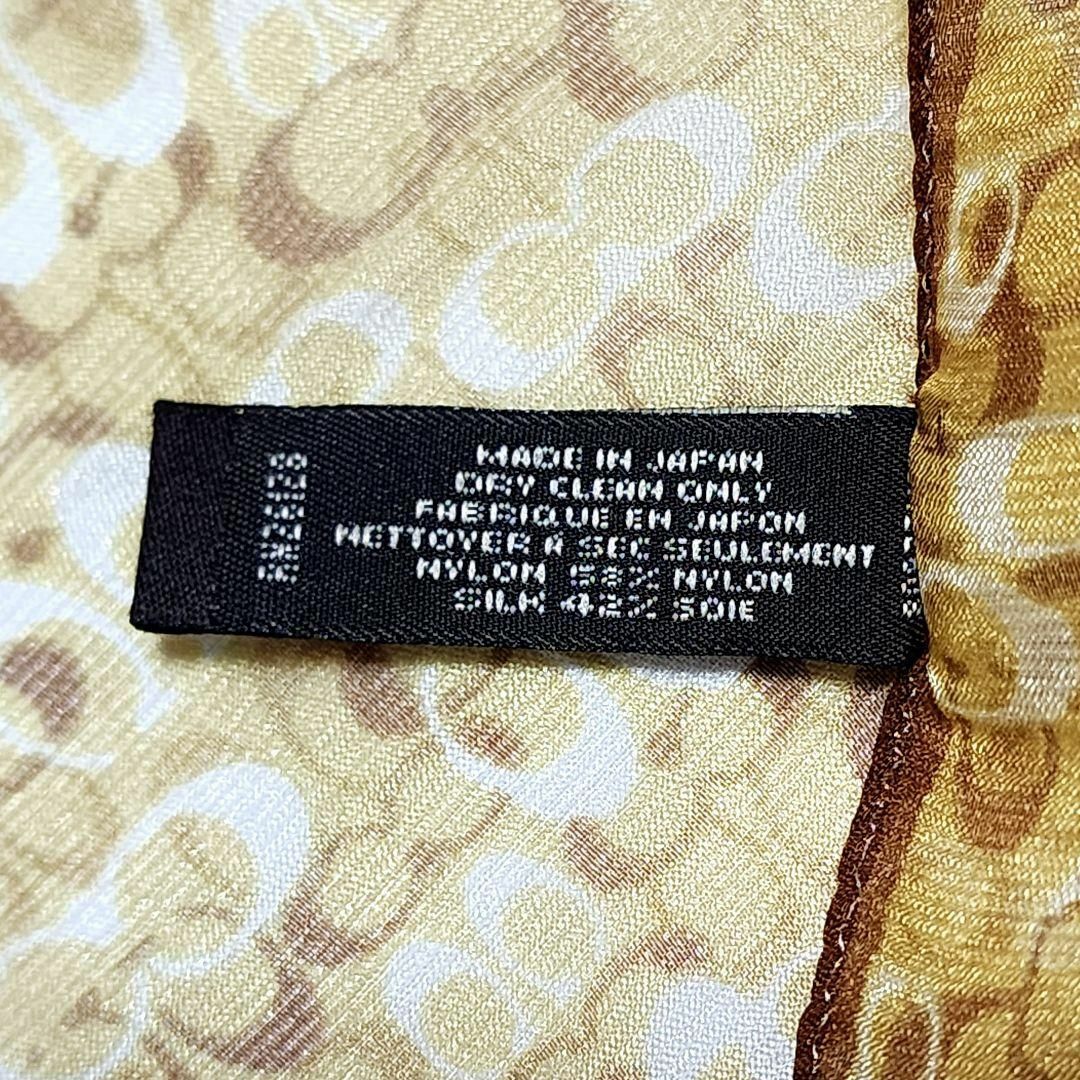 MADE IN JAPAN
DRY CLEAN ONLY
FABRIQUE EN JAPON
NETTOYER A SEC SEULEMENT
NYLON 58% NYLON
SILK 42% SOIE